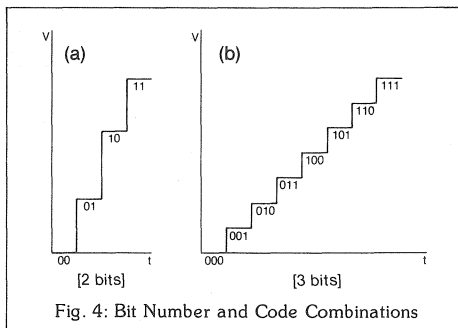 V
(a)
11
10
01
00
t
[2 bits]
V
(b)
111
110
101
100
011
010
001
000
t
[3 bits]
Fig. 4: Bit Number and Code Combinations